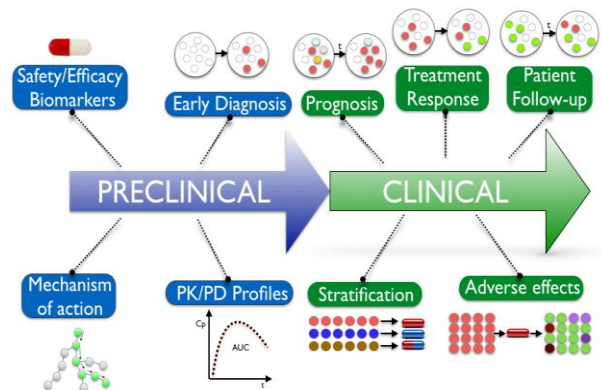 t
t
t
Safety/Efficacy
Biomarkers
Early Diagnosis
Prognosis
Treatment
Response
Patient
Follow-up
PRECLINICAL
CLINICAL
Mechanism
of action
PK/PD Profiles
Stratification
Adverse effects
Cp
AUC
t